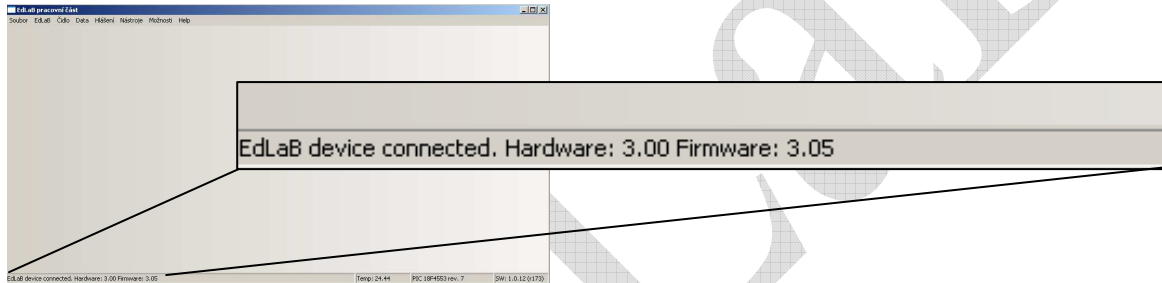 EdLaB pracovní část
Soubor EdLaB Čidlo Data Hlášení Nástroje Možnosti Help
EdLaB device connected. Hardware: 3.00 Firmware: 3.05
EdLaB device connected. Hardware: 3.00 Firmware: 3.05 Temp: 24.44 PIC 18F4553 rev. 7 SW: 1.0.12 (r173)